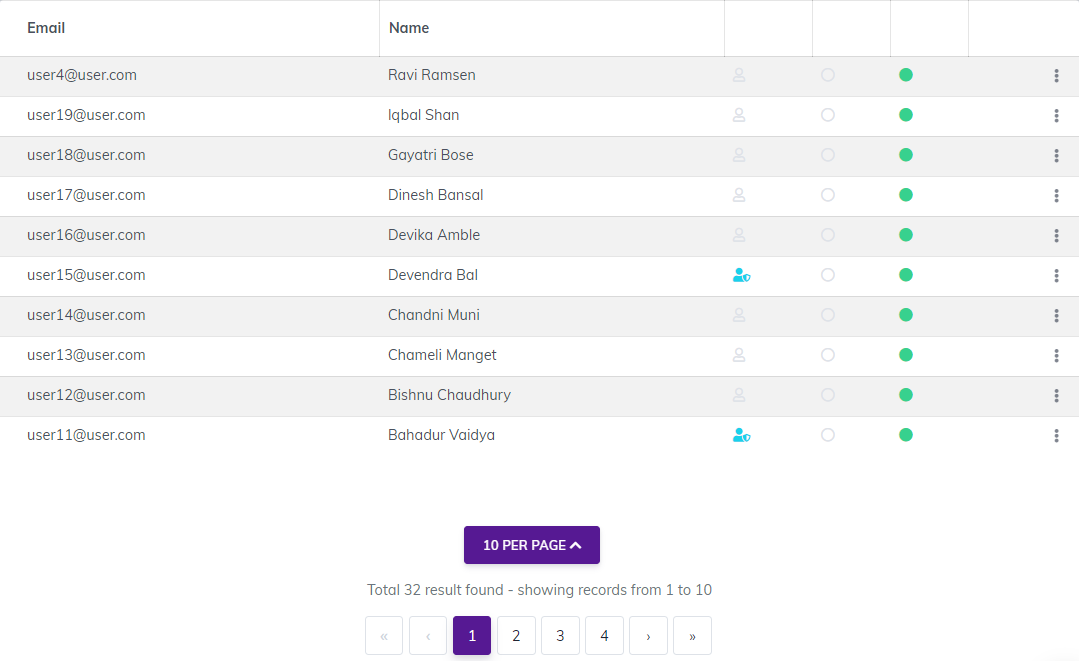 Email Name
user4@user.com Ravi Ramsen
user19@user.com Iqbal Shan
user18@user.com Gayatri Bose
user17@user.com Dinesh Bansal
user16@user.com Devika Amble
user15@user.com Devendra Bal
user14@user.com Chandni Muni
user13@user.com Chameli Manget
user12@user.com Bishnu Chaudhury
user11@user.com Bahadur Vaidya
10 PER PAGE
Total 32 result found - showing records from 1 to 10
« ‹ 1 2 3 4 › »